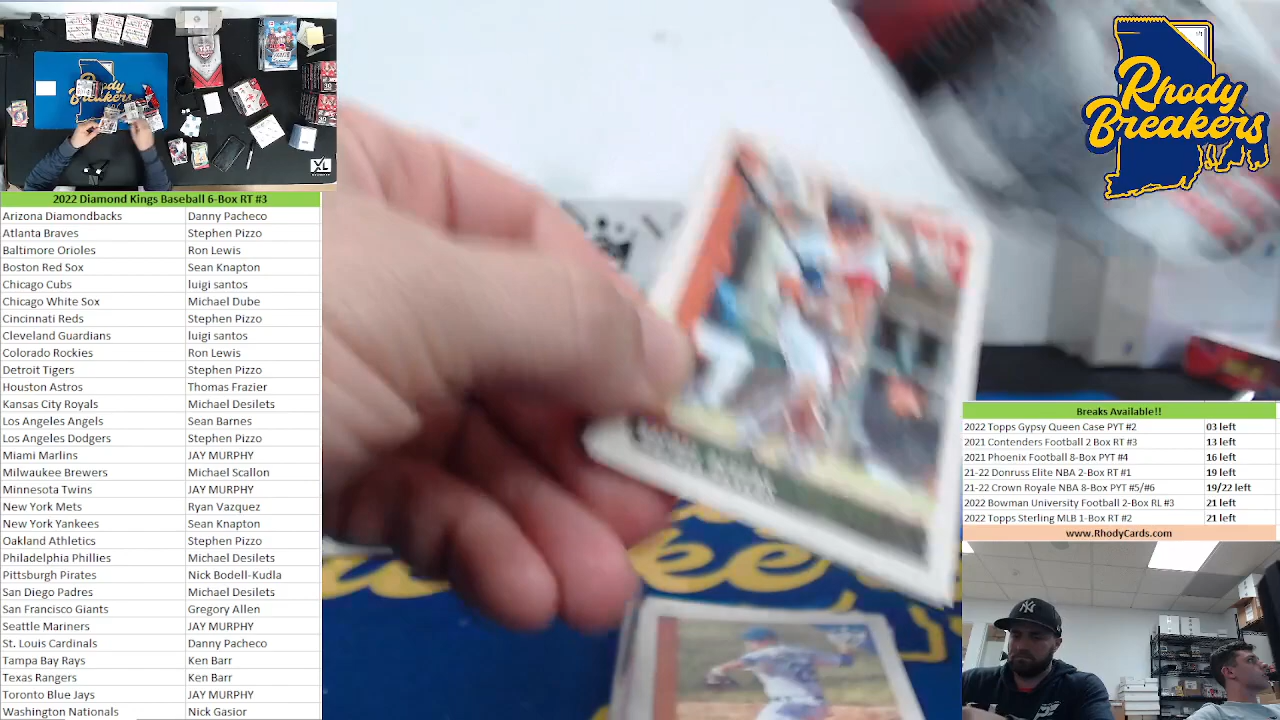 2022 Diamond Kings Baseball 6-Box RT #3
Arizona Diamondbacks Danny Pacheco
Atlanta Braves Stephen Pizzo
Baltimore Orioles Ron Lewis
Boston Red Sox Sean Knapton
Chicago Cubs luigi santos
Chicago White Sox Michael Dube
Cincinnati Reds Stephen Pizzo
Cleveland Guardians luigi santos
Colorado Rockies Ron Lewis
Detroit Tigers Stephen Pizzo
Houston Astros Thomas Frazier
Kansas City Royals Michael Desilets
Los Angeles Angels Sean Barnes
Los Angeles Dodgers Stephen Pizzo
Miami Marlins JAY MURPHY
Milwaukee Brewers Michael Scallon
Minnesota Twins JAY MURPHY
New York Mets Ryan Vazquez
New York Yankees Sean Knapton
Oakland Athletics Stephen Pizzo
Philadelphia Phillies Michael Desilets
Pittsburgh Pirates Nick Bodell-Kudla
San Diego Padres Michael Desilets
San Francisco Giants Gregory Allen
Seattle Mariners JAY MURPHY
St. Louis Cardinals Danny Pacheco
Tampa Bay Rays Ken Barr
Texas Rangers Ken Barr
Toronto Blue Jays JAY MURPHY
Washington Nationals Nick Gasior
Rhody
Breakers
Rhody
Breakers
XL
Breaks Available!!
2022 Topps Gypsy Queen Case PYT #2 03 left
2021 Contenders Football 2 Box RT #3 13 left
2021 Phoenix Football 8-Box PYT #4 16 left
21-22 Donruss Elite NBA 2-Box RT #1 19 left
21-22 Crown Royale NBA 8-Box PYT #5/#6 19/22 left
2022 Bowman University Football 2-Box RL #3 21 left
2022 Topps Sterling MLB 1-Box RT #2 21 left
www.RhodyCards.com